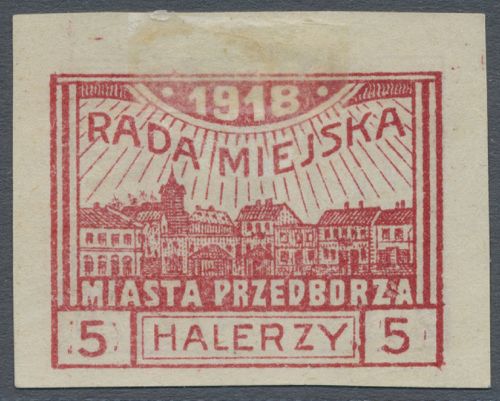 1918
RADA MIEJSKA
MIASTA PRZEDBORZA
5 HALERZY 5